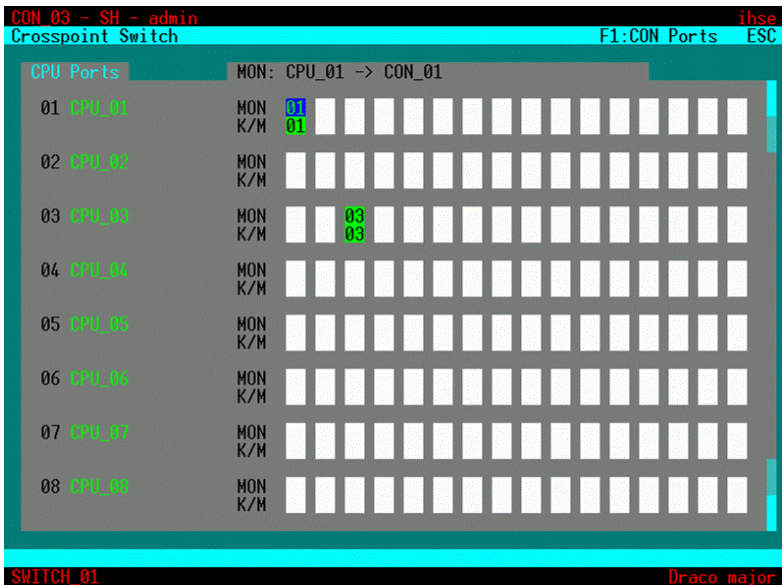 CON_03 - SH - admin ihse
Crosspoint Switch F1:CON Ports ESC
CPU Ports MON: CPU_01 -> CON_01
01 CPU_01 MON 01
K/M 01
02 CPU_02 MON
K/M
03 CPU_03 MON 03
K/M 03
04 CPU_04 MON
K/M
05 CPU_05 MON
K/M
06 CPU_06 MON
K/M
07 CPU_07 MON
K/M
08 CPU_08 MON
K/M
SWITCH_01 Draco major